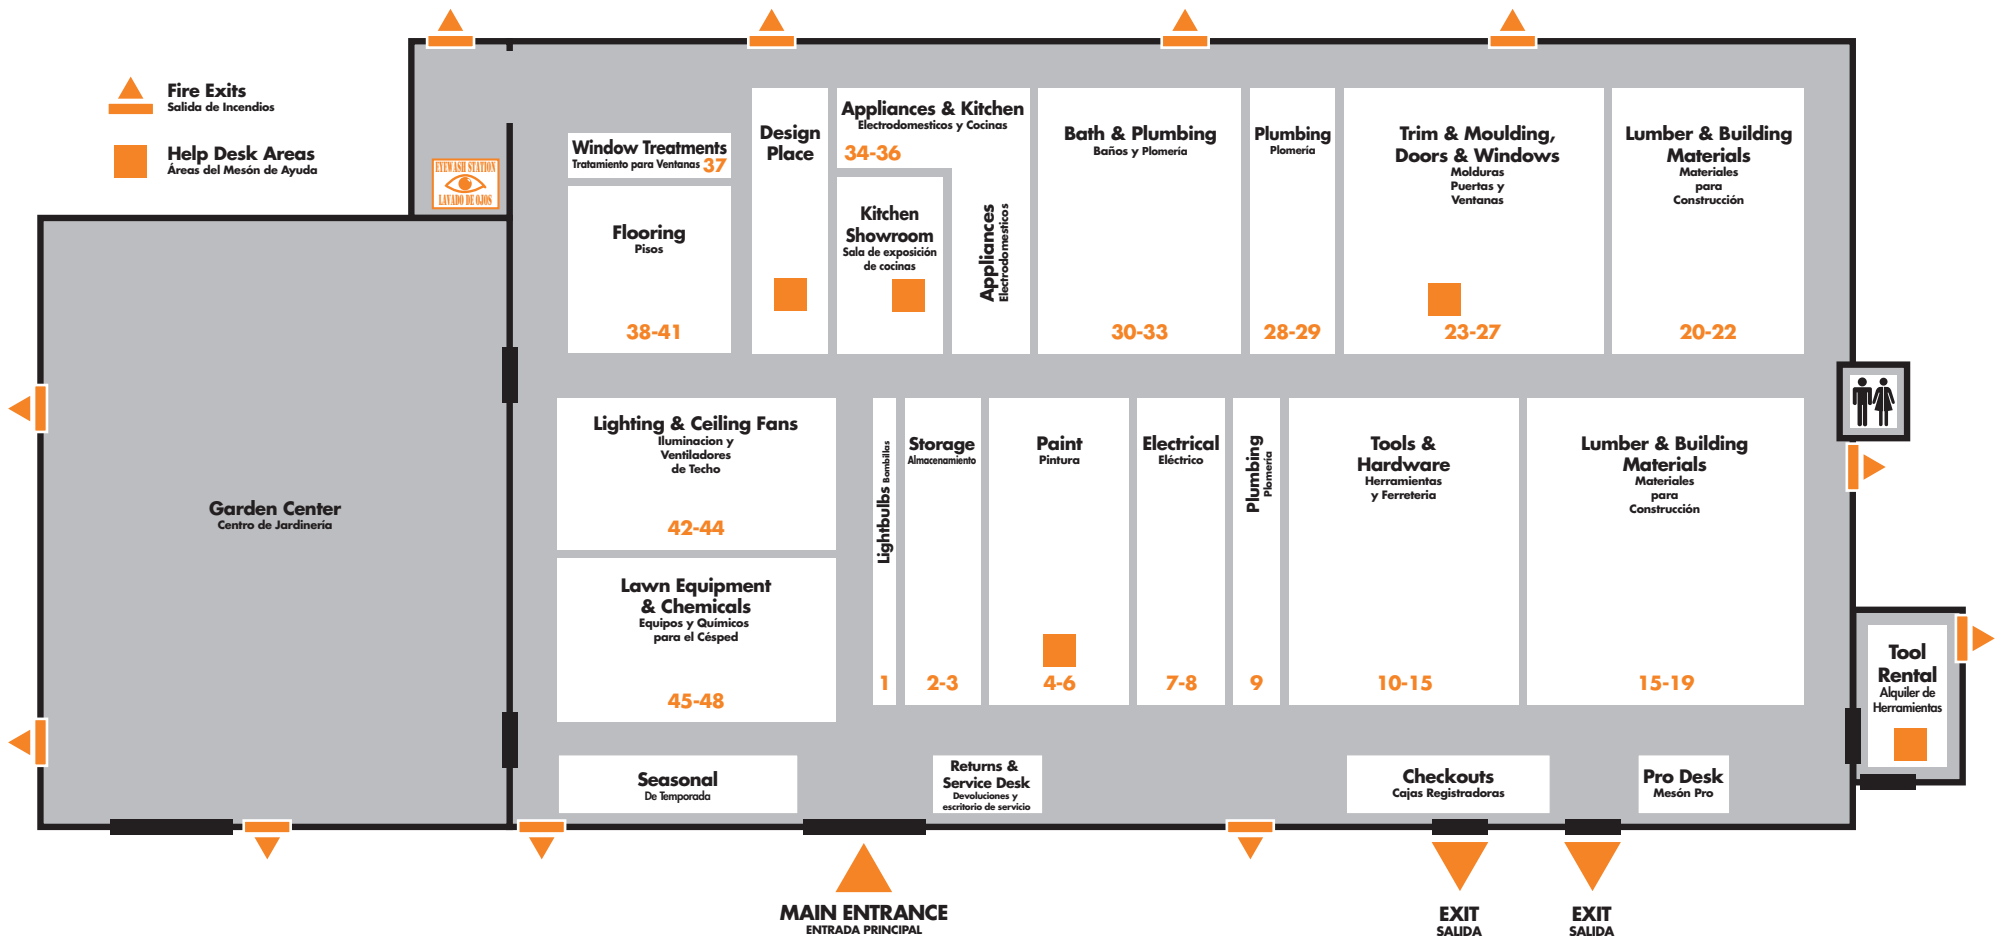 Fire Exits
Salida de Incendios
Help Desk Areas
Áreas del Mesón de Ayuda
EYEWASH STATION
LAVADO DE OJOS
Window Treatments
Tratamiento para Ventanas 37
Flooring
Pisos
38-41
Design
Place
Appliances & Kitchen
Electrodomesticos y Cocinas
34-36
Kitchen
Showroom
Sala de exposición
de cocinas
Appliances
Electrodomesticos
Bath & Plumbing
Baños y Plomería
30-33
Plumbing
Plomería
28-29
Trim & Moulding,
Doors & Windows
Molduras
Puertas y
Ventanas
23-27
Lumber & Building
Materials
Materiales
para
Construcción
20-22
Garden Center
Centro de Jardinería
Lighting & Ceiling Fans
Iluminacion y
Ventiladores
de Techo
42-44
Lawn Equipment
& Chemicals
Equipos y Químicos
para el Césped
45-48
Lightbulbs Bombillas
1
Storage
Almacenamiento
2-3
Paint
Pintura
4-6
Electrical
Eléctrico
7-8
Plumbing
Plomería
9
Tools &
Hardware
Herramientas
y Ferreteria
10-15
Lumber & Building
Materials
Materiales
para
Construcción
15-19
Tool
Rental
Alquiler de
Herramientas
Seasonal
De Temporada
Returns &
Service Desk
Devoluciones y
escritorio de servicio
Checkouts
Cajas Registradoras
Pro Desk
Mesón Pro
MAIN ENTRANCE
ENTRADA PRINCIPAL
EXIT
SALIDA
EXIT
SALIDA